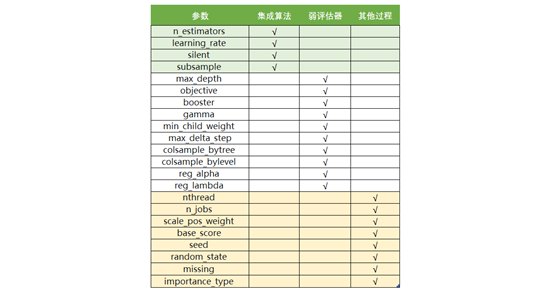 参数 集成算法 弱评估器 其他过程
n_estimators √
learning_rate √
silent √
subsample √
max_depth √
objective √
booster √
gamma √
min_child_weight √
max_delta_step √
colsample_bytree √
colsample_bylevel √
reg_alpha √
reg_lambda √
nthread √
n_jobs √
scale_pos_weight √
base_score √
seed √
random_state √
missing √
importance_type √